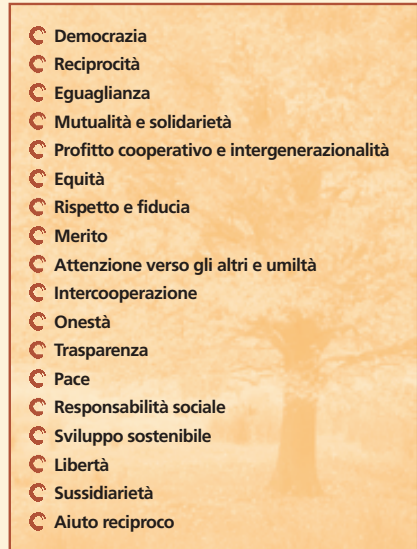 Democrazia
Reciprocità
Eguaglianza
Mutualità e solidarietà
Profitto cooperativo e intergenerazionalità
Equità
Rispetto e fiducia
Merito
Attenzione verso gli altri e umiltà
Intercooperazione
Onestà
Trasparenza
Pace
Responsabilità sociale
Sviluppo sostenibile
Libertà
Sussidiarietà
Aiuto reciproco